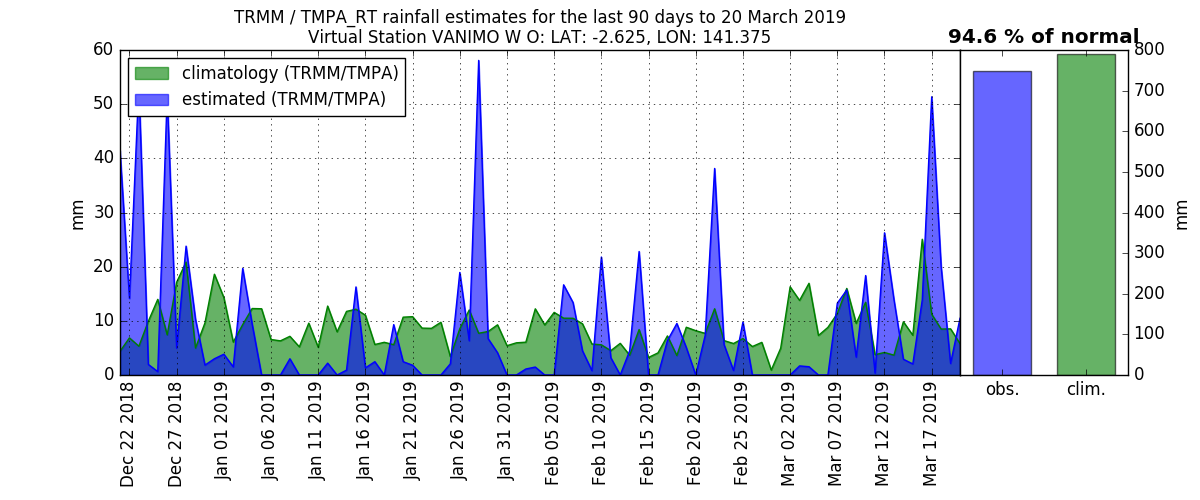 TRMM / TMPA_RT rainfall estimates for the last 90 days to 20 March 2019
Virtual Station VANIMO W O: LAT: -2.625, LON: 141.375
94.6 % of normal
climatology (TRMM/TMPA)
estimated (TRMM/TMPA)
mm
60
50
40
30
20
10
0
Dec 22 2018
Dec 27 2018
Jan 01 2019
Jan 06 2019
Jan 11 2019
Jan 16 2019
Jan 21 2019
Jan 26 2019
Jan 31 2019
Feb 05 2019
Feb 10 2019
Feb 15 2019
Feb 20 2019
Feb 25 2019
Mar 02 2019
Mar 07 2019
Mar 12 2019
Mar 17 2019
obs.
clim.
800
700
600
500
400
300
200
100
0
mm